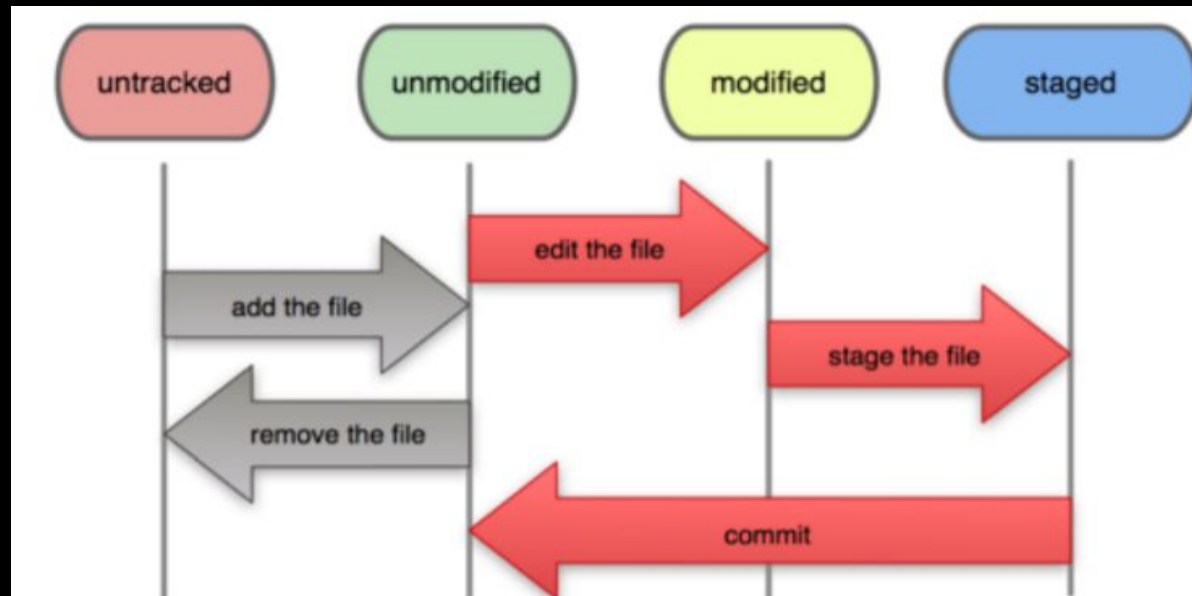 untracked
unmodified
modified
staged
edit the file
add the file
stage the file
remove the file
commit